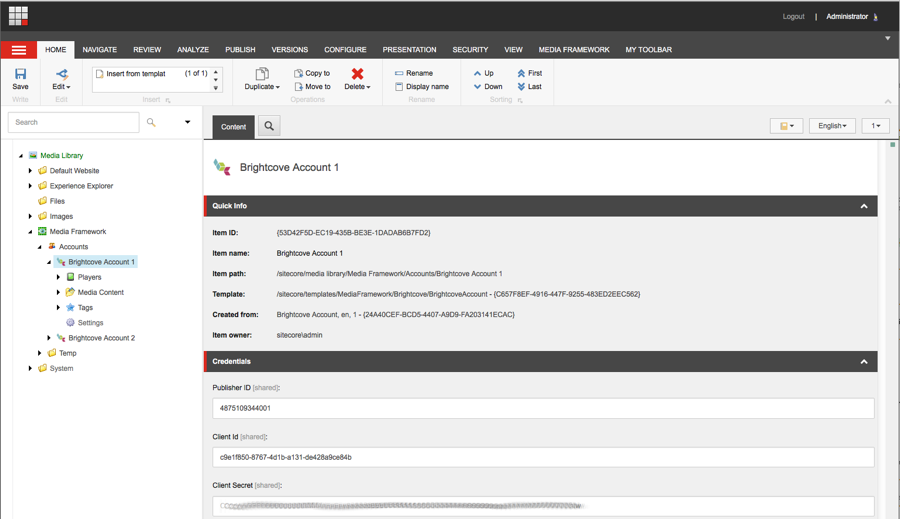 Logout | Administrator
HOME NAVIGATE REVIEW ANALYZE PUBLISH VERSIONS CONFIGURE PRESENTATION SECURITY VIEW MEDIA FRAMEWORK MY TOOLBAR
Save
Write
Edit
Edit
Insert from templat (1 of 1)
Insert
Duplicate
Copy to
Move to
Delete
Operations
Rename
Display name
Rename
Up
Down
First
Last
Sorting
Search
Media Library
Default Website
Experience Explorer
Files
Images
Media Framework
Accounts
Brightcove Account 1
Players
Media Content
Tags
Settings
Brightcove Account 2
Temp
System
Content
English
1
Brightcove Account 1
Quick Info
Item ID: {53D42F5D-EC19-435B-BE3E-1DADAB6B7FD2}
Item name: Brightcove Account 1
Item path: /sitecore/media library/Media Framework/Accounts/Brightcove Account 1
Template: /sitecore/templates/MediaFramework/Brightcove/BrightcoveAccount - {C657F8EF-4916-447F-9255-483ED2EEC562}
Created from: Brightcove Account, en, 1 - {24A40CEF-BCD5-4407-A9D9-FA203141ECAC}
Item owner: sitecore\admin
Credentials
Publisher ID [shared]:
4875109344001
Client Id [shared]:
c9e1f850-8767-4d1b-a131-de428a9ce84b
Client Secret [shared]: